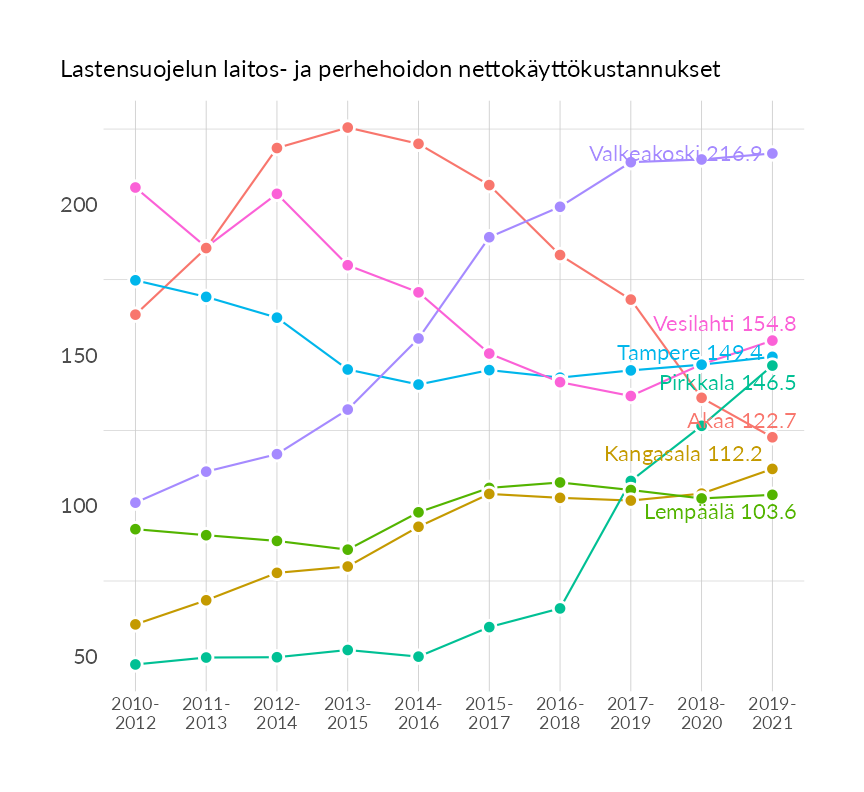 Lastensuojelun laitos- ja perhehoidon nettokäyttökustannukset
Valkeakoski 216.9
200
Vesilahti 154.8
Tampere 149.4
150
Pirkkala 146.5
Akaa 122.7
Kangasala 112.2
100
Lempäälä 103.6
50
2010- 2011- 2012- 2013- 2014- 2015- 2016- 2017- 2018- 2019-
2012 2013 2014 2015 2016 2017 2018 2019 2020 2021